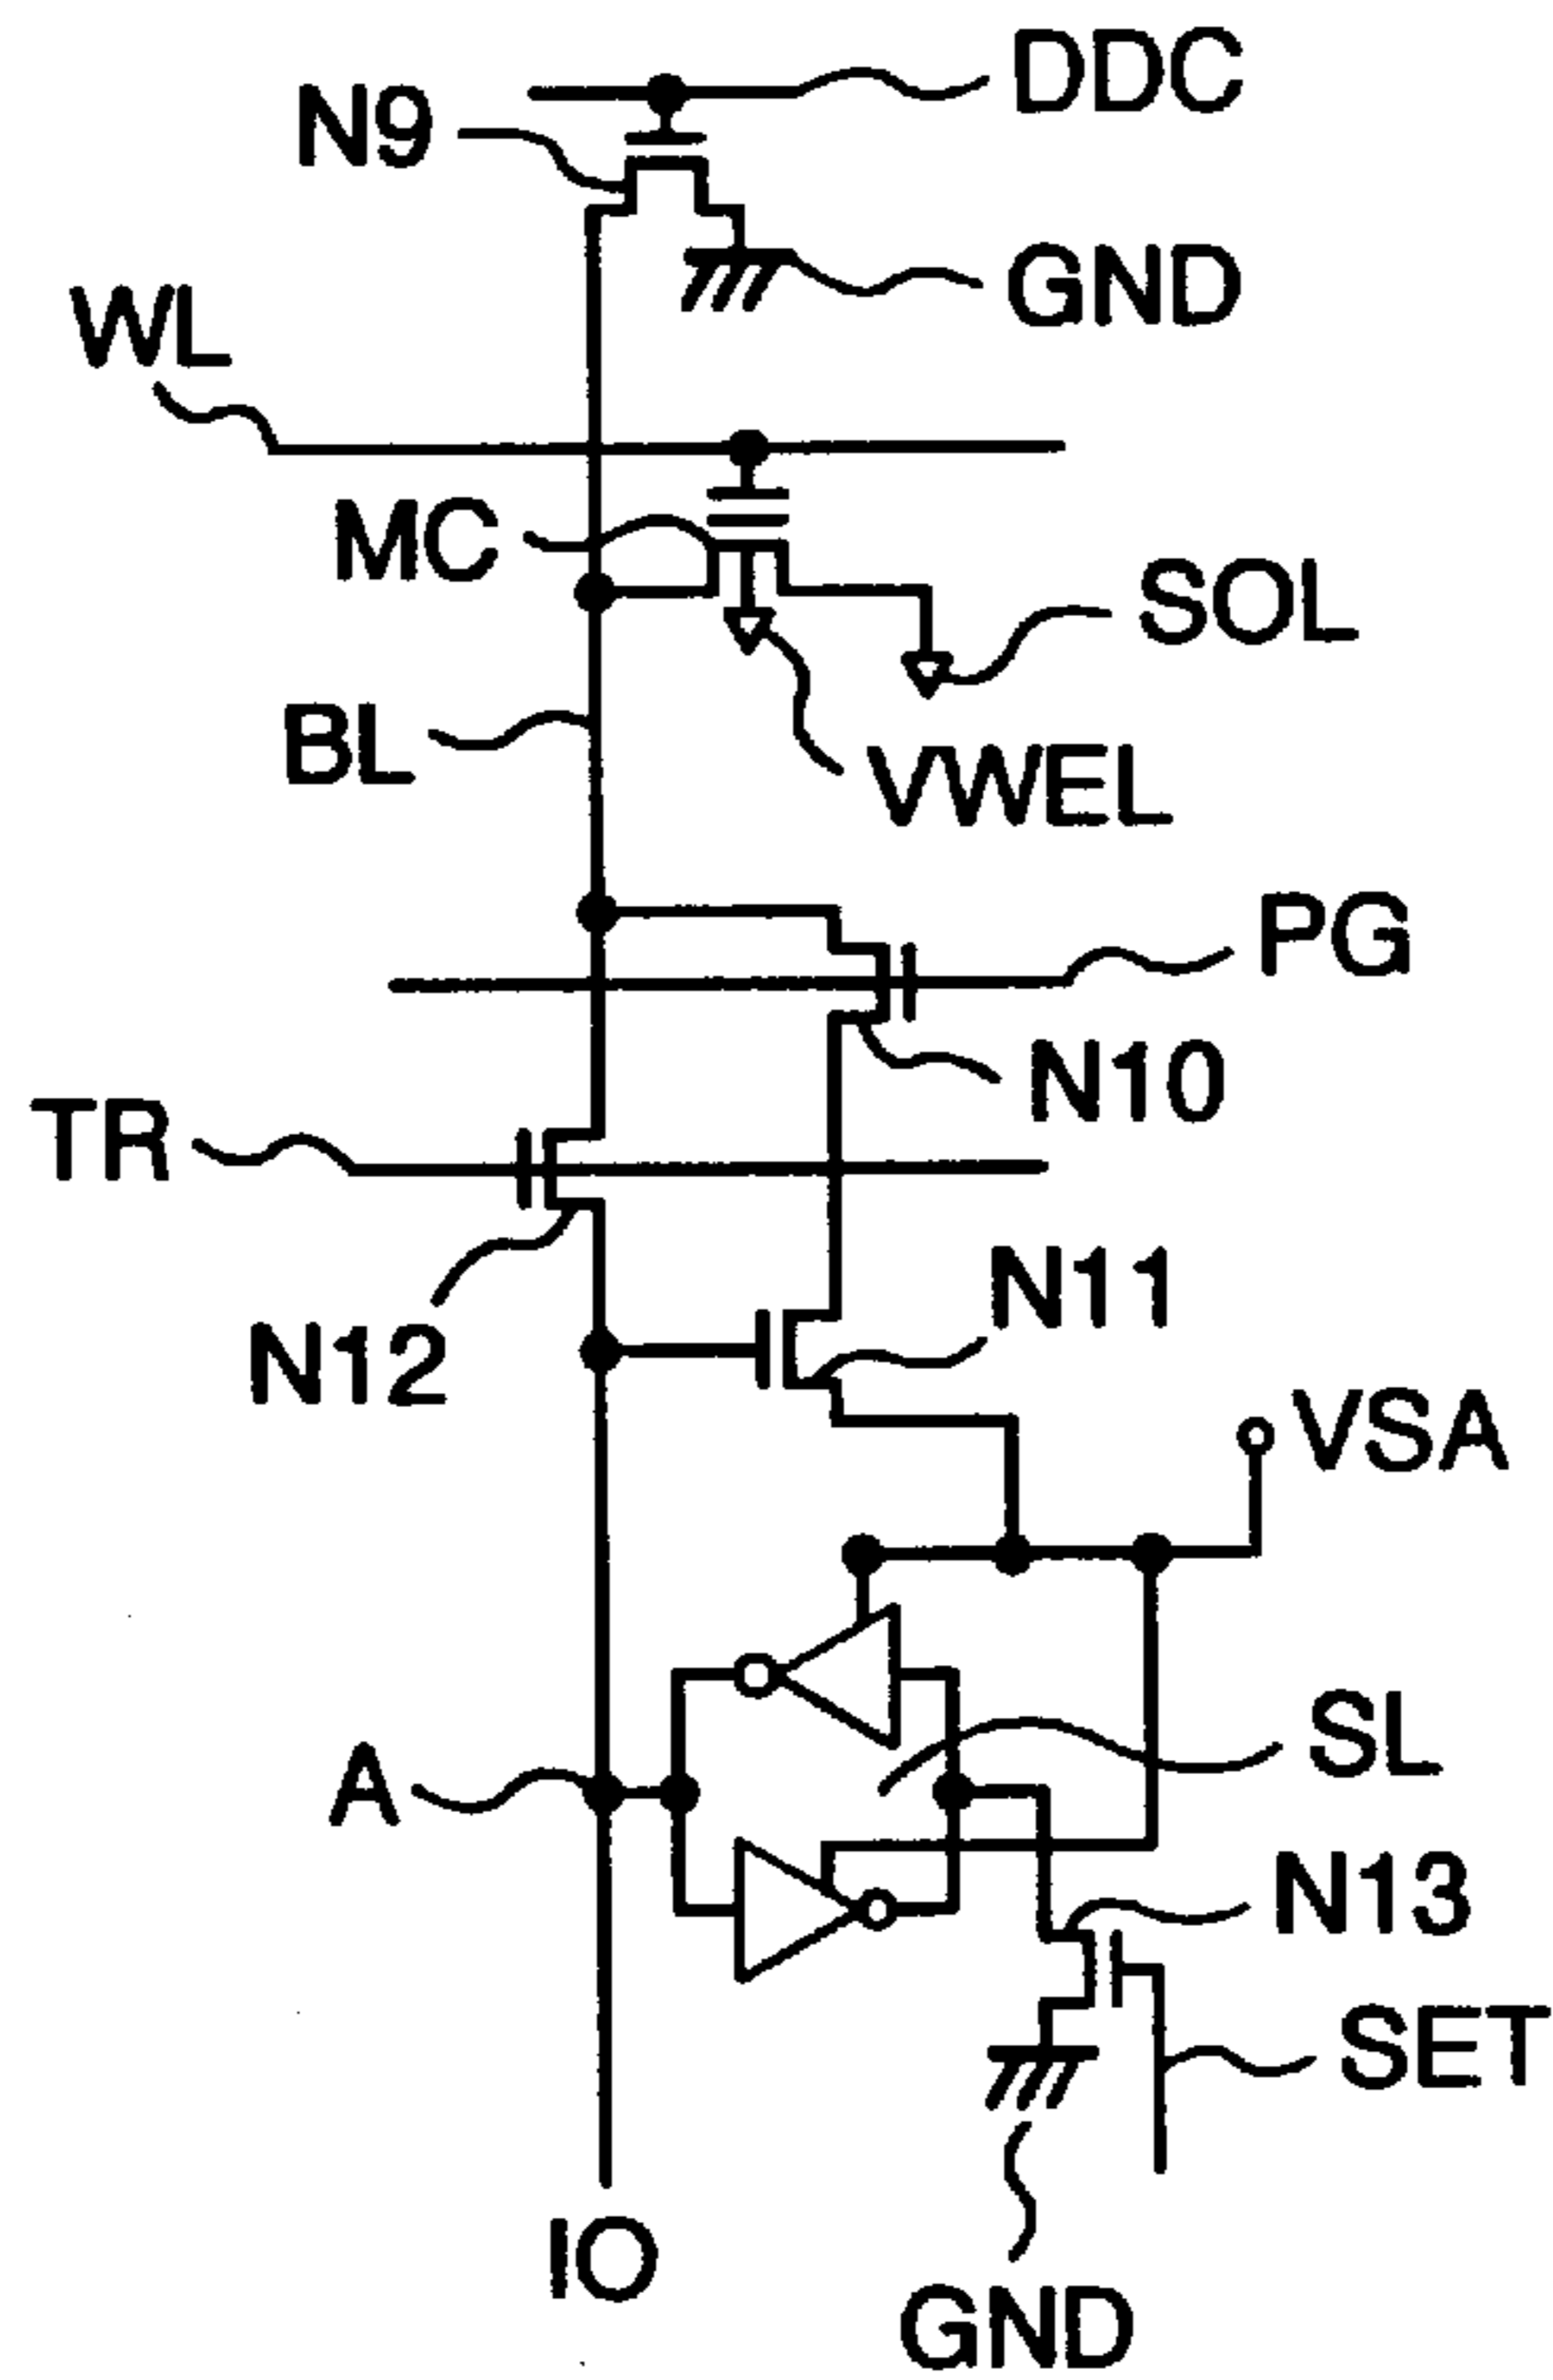 DDC
N9
GND
WL
MC
SOL
BL
VWEL
PG
N10
TR
N11
N12
VSA
SL
A
N13
SET
IO
GND